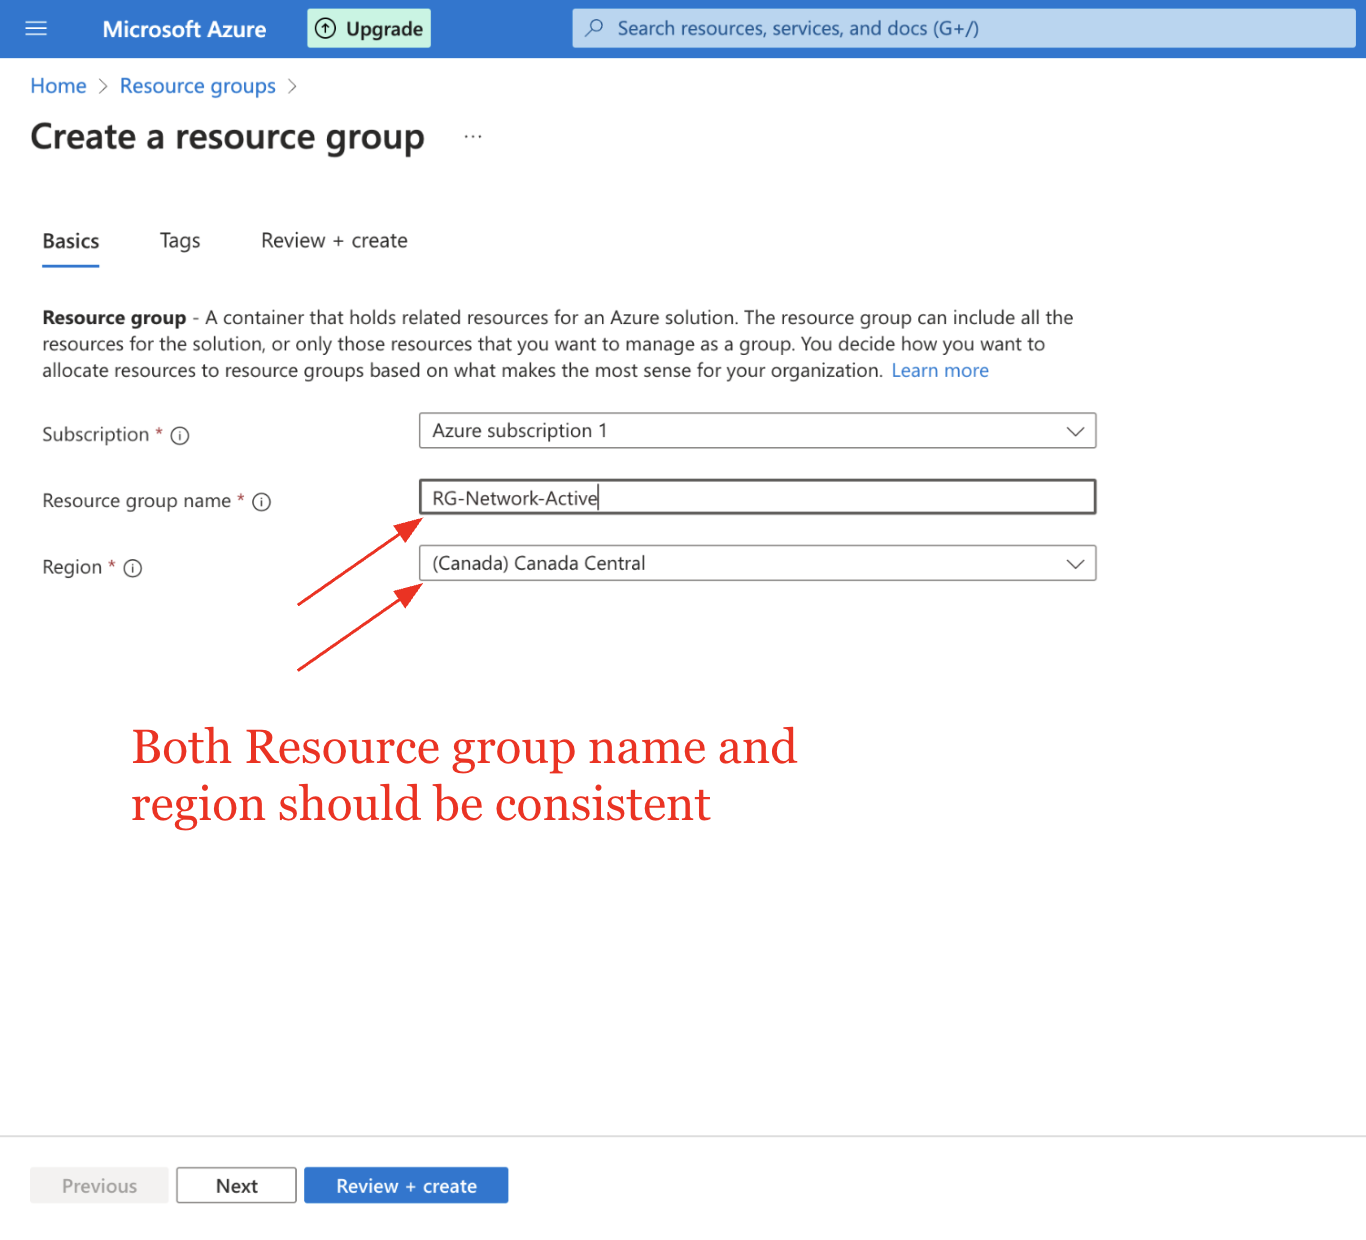 Microsoft Azure
Upgrade
Search resources, services, and docs (G+/)
Home > Resource groups >
Create a resource group ...
Basics Tags Review + create
Resource group - A container that holds related resources for an Azure solution. The resource group can include all the
resources for the solution, or only those resources that you want to manage as a group. You decide how you want to
allocate resources to resource groups based on what makes the most sense for your organization. Learn more
Subscription *
Azure subscription 1
Resource group name *
RG-Network-Active
Region *
(Canada) Canada Central
Both Resource group name and
region should be consistent
Previous
Next
Review + create